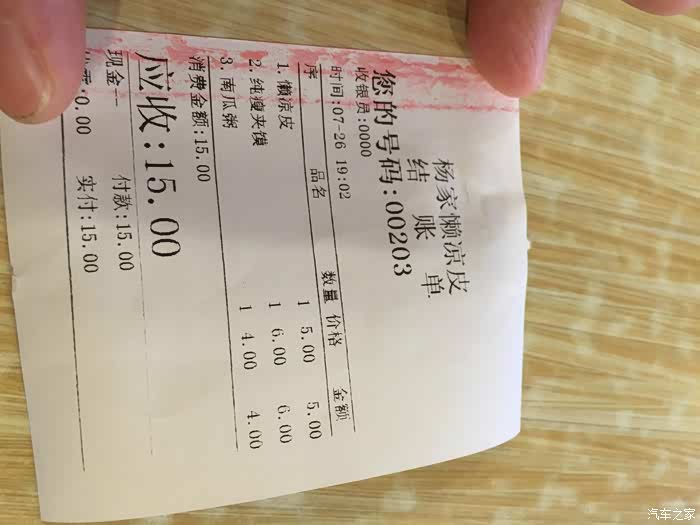 杨家懒凉皮
结 账 单
您的号码:00203
收银员:0000
时间:07-26 19:02
序 品名 数量 价格 金额
1. 懒凉皮 1 5.00 5.00
2. 纯瘦夹馍 1 6.00 6.00
3. 南瓜粥 1 4.00 4.00
消费金额:15.00
应收:15.00
现金一 付款:15.00
:0.00 实付:15.00
汽车之家